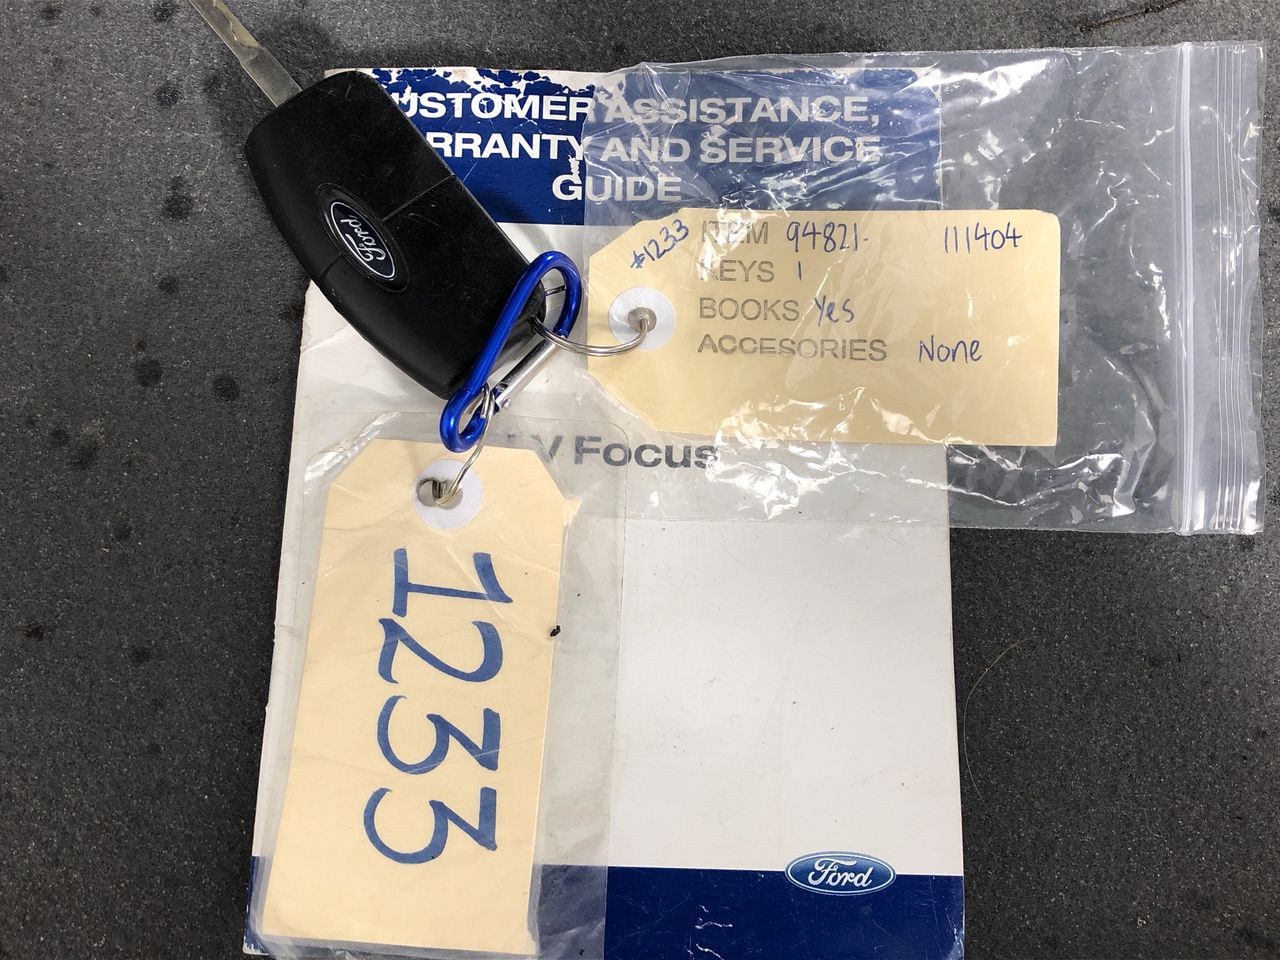 USTOMER ASSISTANCE,
RRANTY AND SERVICE
GUIDE
Ford
#1233
ITEM 94821- 111404
KEYS 1
BOOKS Yes
ACCESORIES None
V Focus
1233
Ford